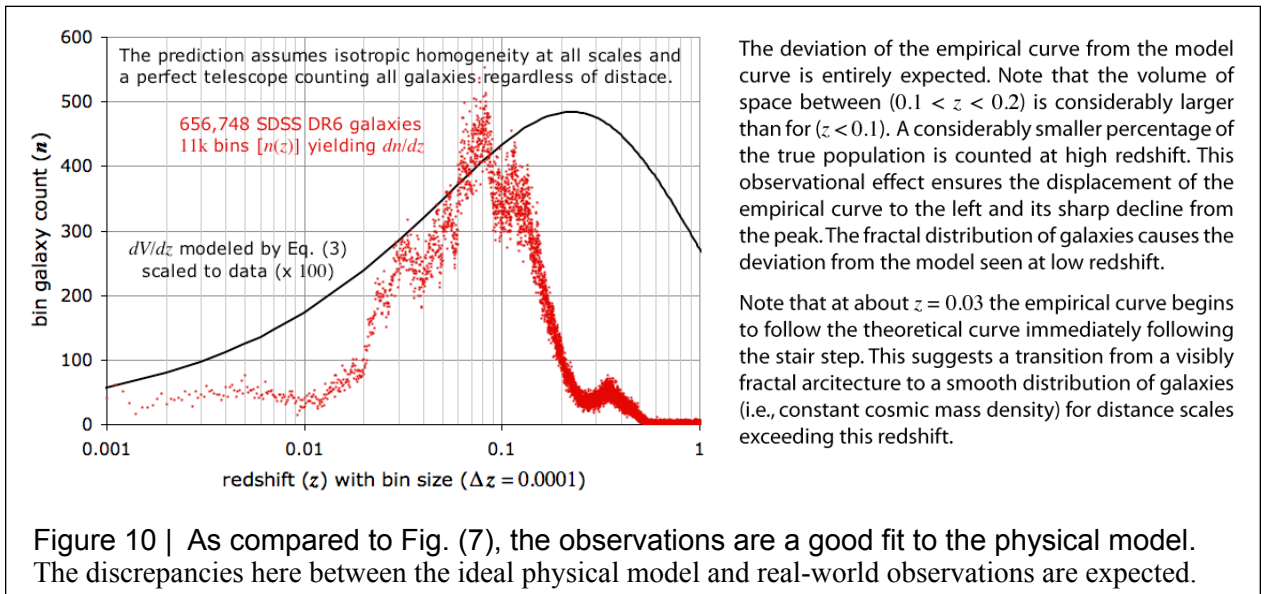 600
500
400
300
200
100
0
bin galaxy count (n)
The prediction assumes isotropic homogeneity at all scales and
a perfect telescope counting all galaxies regardless of distace.
656,748 SDSS DR6 galaxies
11k bins [n(z)] yielding dn/dz
dV/dz modeled by Eq. (3)
scaled to data (x 100)
0.001 0.01 0.1 1
redshift (z) with bin size (Δz = 0.0001)
The deviation of the empirical curve from the model
curve is entirely expected. Note that the volume of
space between (0.1 < z < 0.2) is considerably larger
than for (z < 0.1). A considerably smaller percentage of
the true population is counted at high redshift. This
observational effect ensures the displacement of the
empirical curve to the left and its sharp decline from
the peak. The fractal distribution of galaxies causes the
deviation from the model seen at low redshift.
Note that at about z = 0.03 the empirical curve begins
to follow the theoretical curve immediately following
the stair step. This suggests a transition from a visibly
fractal arcitecture to a smooth distribution of galaxies
(i.e., constant cosmic mass density) for distance scales
exceeding this redshift.
Figure 10 | As compared to Fig. (7), the observations are a good fit to the physical model.
The discrepancies here between the ideal physical model and real-world observations are expected.